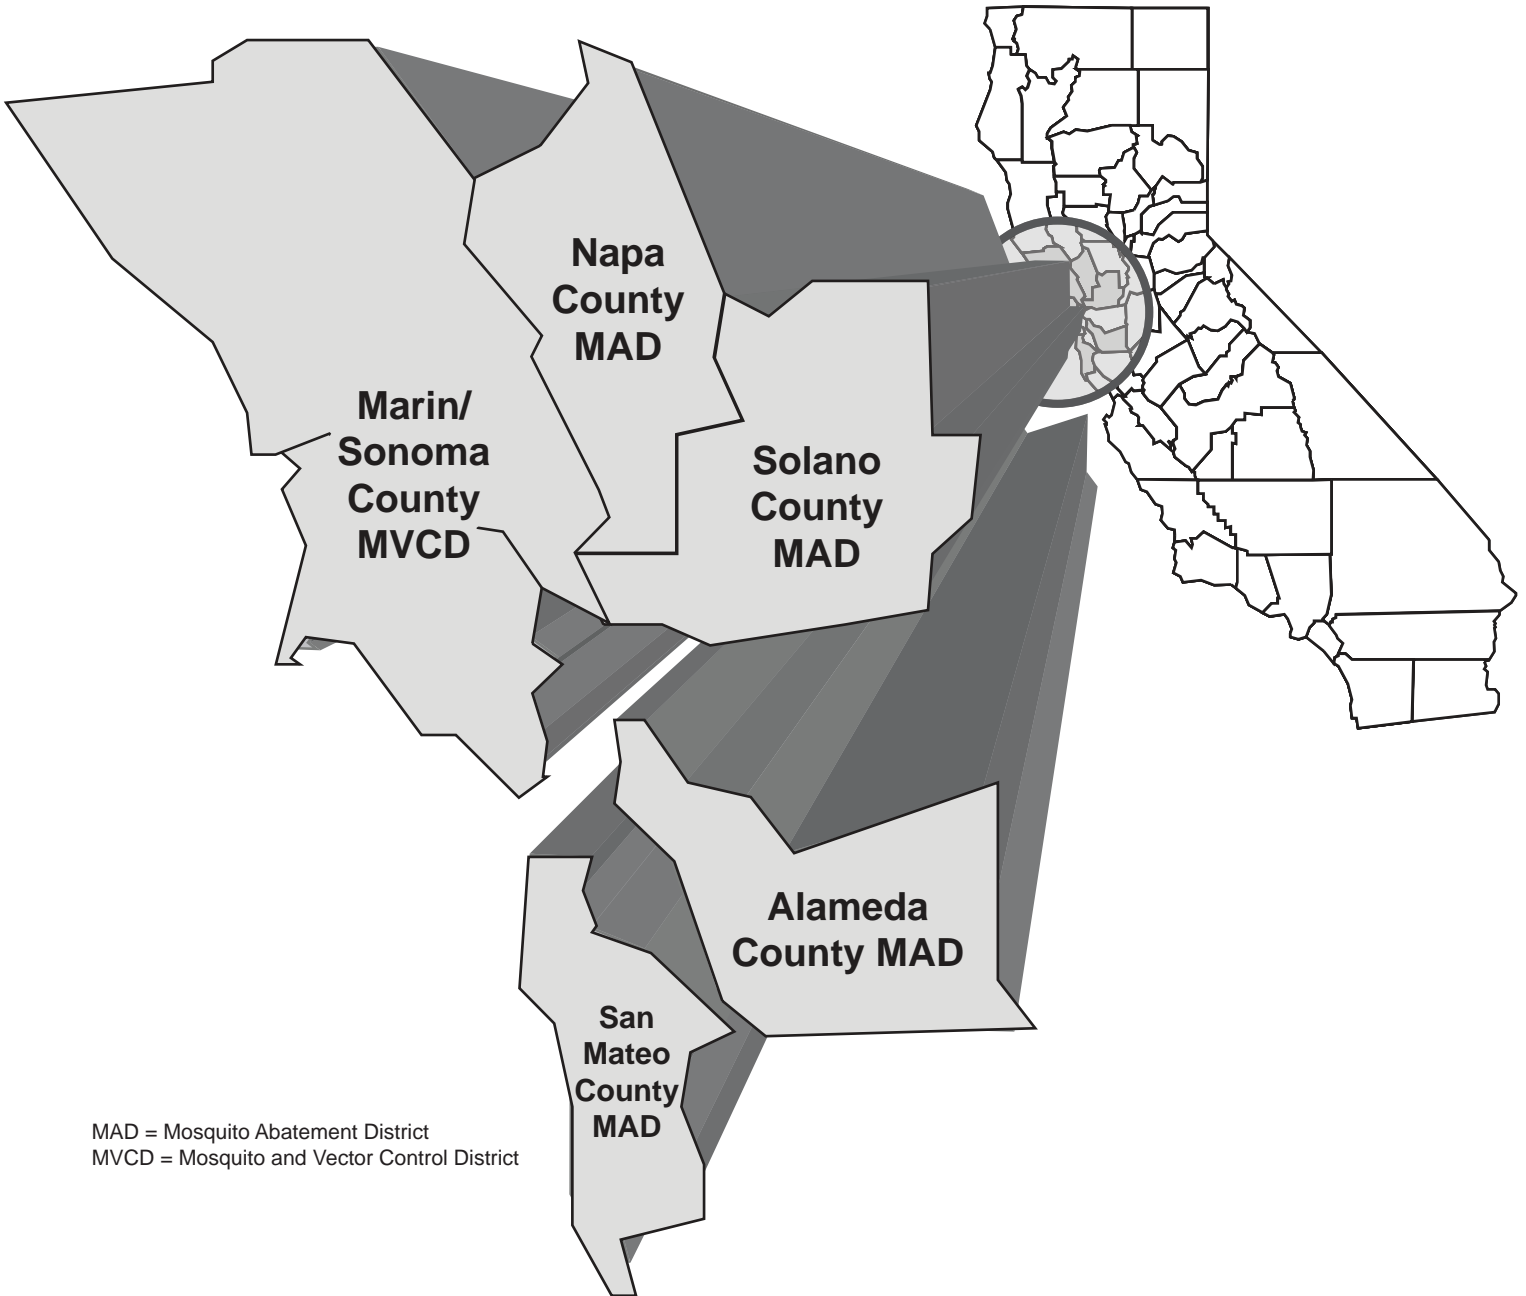 Napa
County
MAD
Marin/
Sonoma
County
MVCD
Solano
County
MAD
Alameda
County MAD
San
Mateo
County
MAD
MAD = Mosquito Abatement District
MVCD = Mosquito and Vector Control District